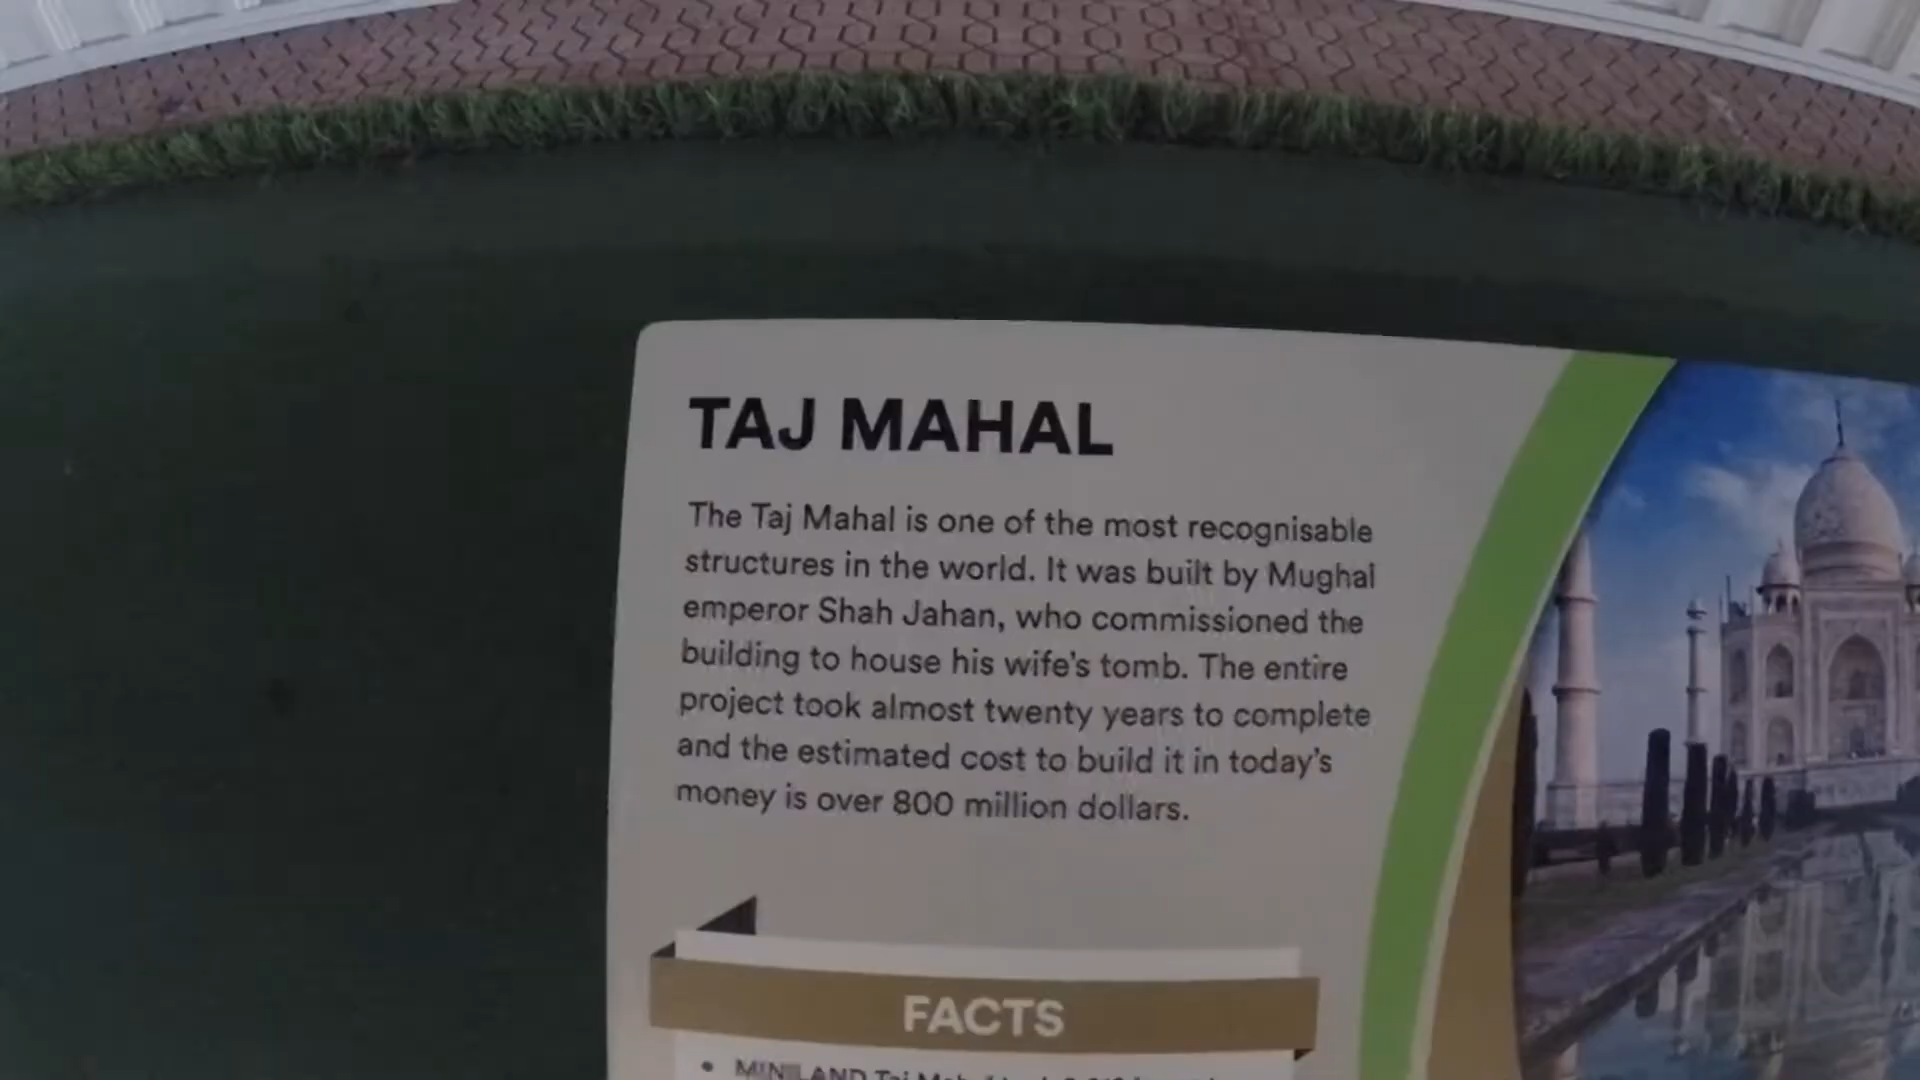 TAJ MAHAL
The Taj Mahal is one of the most recognisable
structures in the world. It was built by Mughal
emperor Shah Jahan, who commissioned the
building to house his wife's tomb. The entire
project took almost twenty years to complete
and the estimated cost to build it in today's
money is over 800 million dollars.
FACTS
• MINILAND Taj